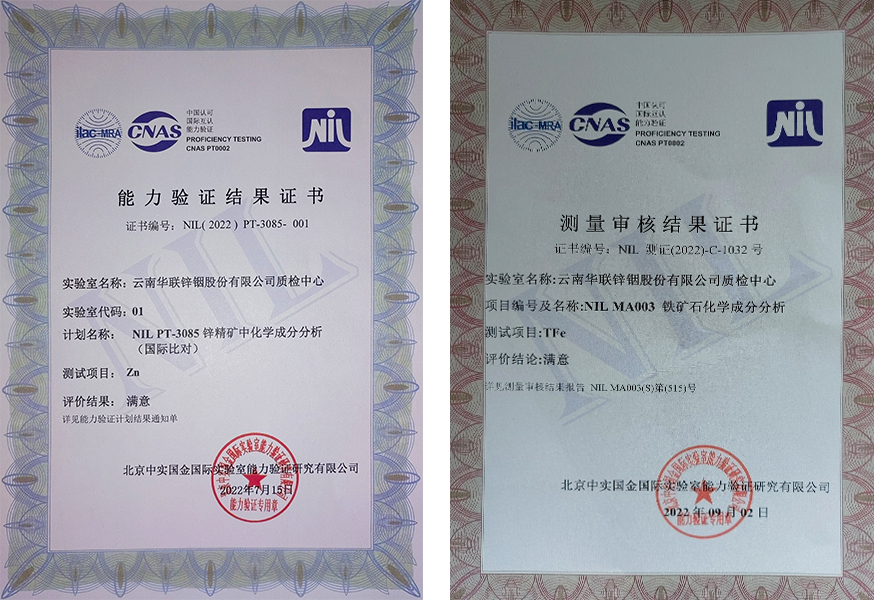 ilac-MRA
CNAS
中国认可
国际互认
能力验证
PROFICIENCY TESTING
CNAS PT0002
NIL
能力验证结果证书
证书编号： NIL( 2022 ) PT-3085- 001
实验室名称：云南华联锌铟股份有限公司质检中心
实验室代码：01
计划名称： NIL PT-3085 锌精矿中化学成分分析
（国际比对）
测试项目： Zn
评价结果： 满意
详见能力验证计划结果通知单
北京中实国金国际实验室能力验证研究有限公司
2022年7月15日
能力验证专用章
ilac-MRA
CNAS
中国认可
国际互认
能力验证
PROFICIENCY TESTING
CNAS PT0002
NIL
测量审核结果证书
证书编号： NIL 测证(2022)-C-1032 号
实验室名称:云南华联锌铟股份有限公司质检中心
项目编号及名称:NIL MA003 铁矿石化学成分分析
测试项目:TFe
评价结论:满意
详见测量审核结果报告 NIL MA003(S)第(515)号
北京中实国金国际实验室能力验证研究有限公司
2022 年 09 月 02 日
能力验证专用章